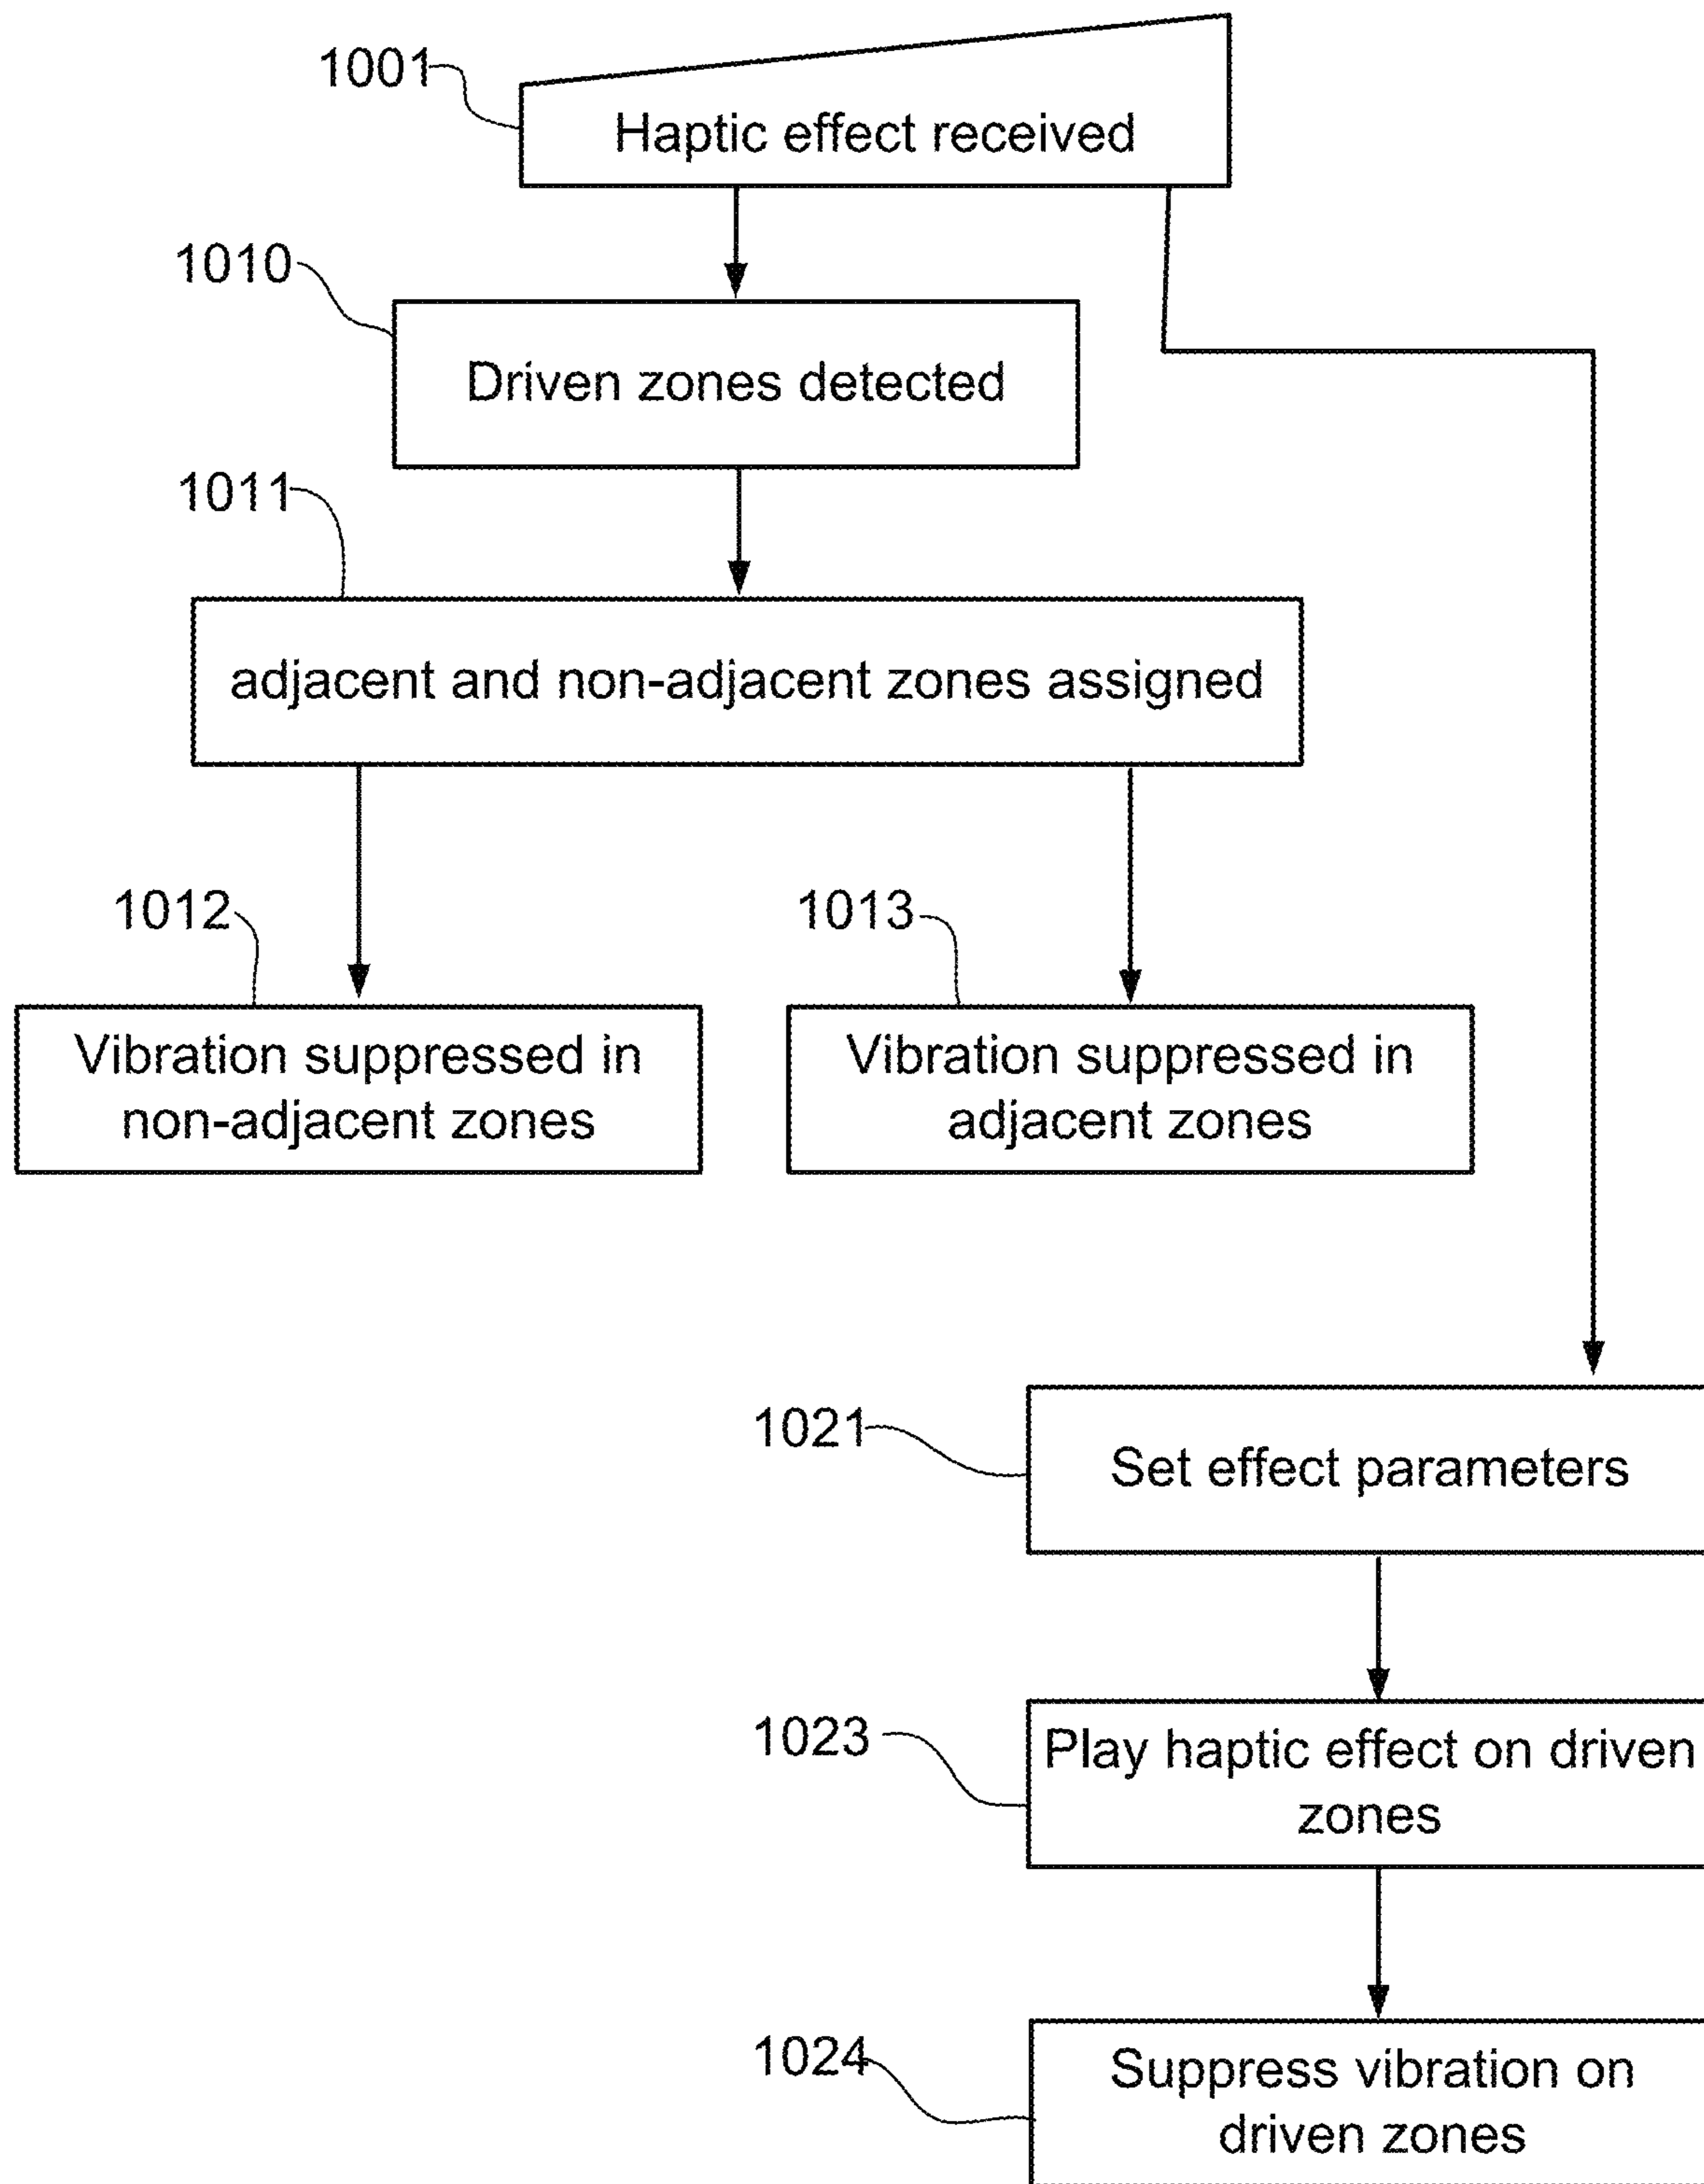 1001
Haptic effect received
1010
Driven zones detected
1011
adjacent and non-adjacent zones assigned
1012
Vibration suppressed in
non-adjacent zones
1013
Vibration suppressed in
adjacent zones
1021
Set effect parameters
1023
Play haptic effect on driven
zones
1024
Suppress vibration on
driven zones